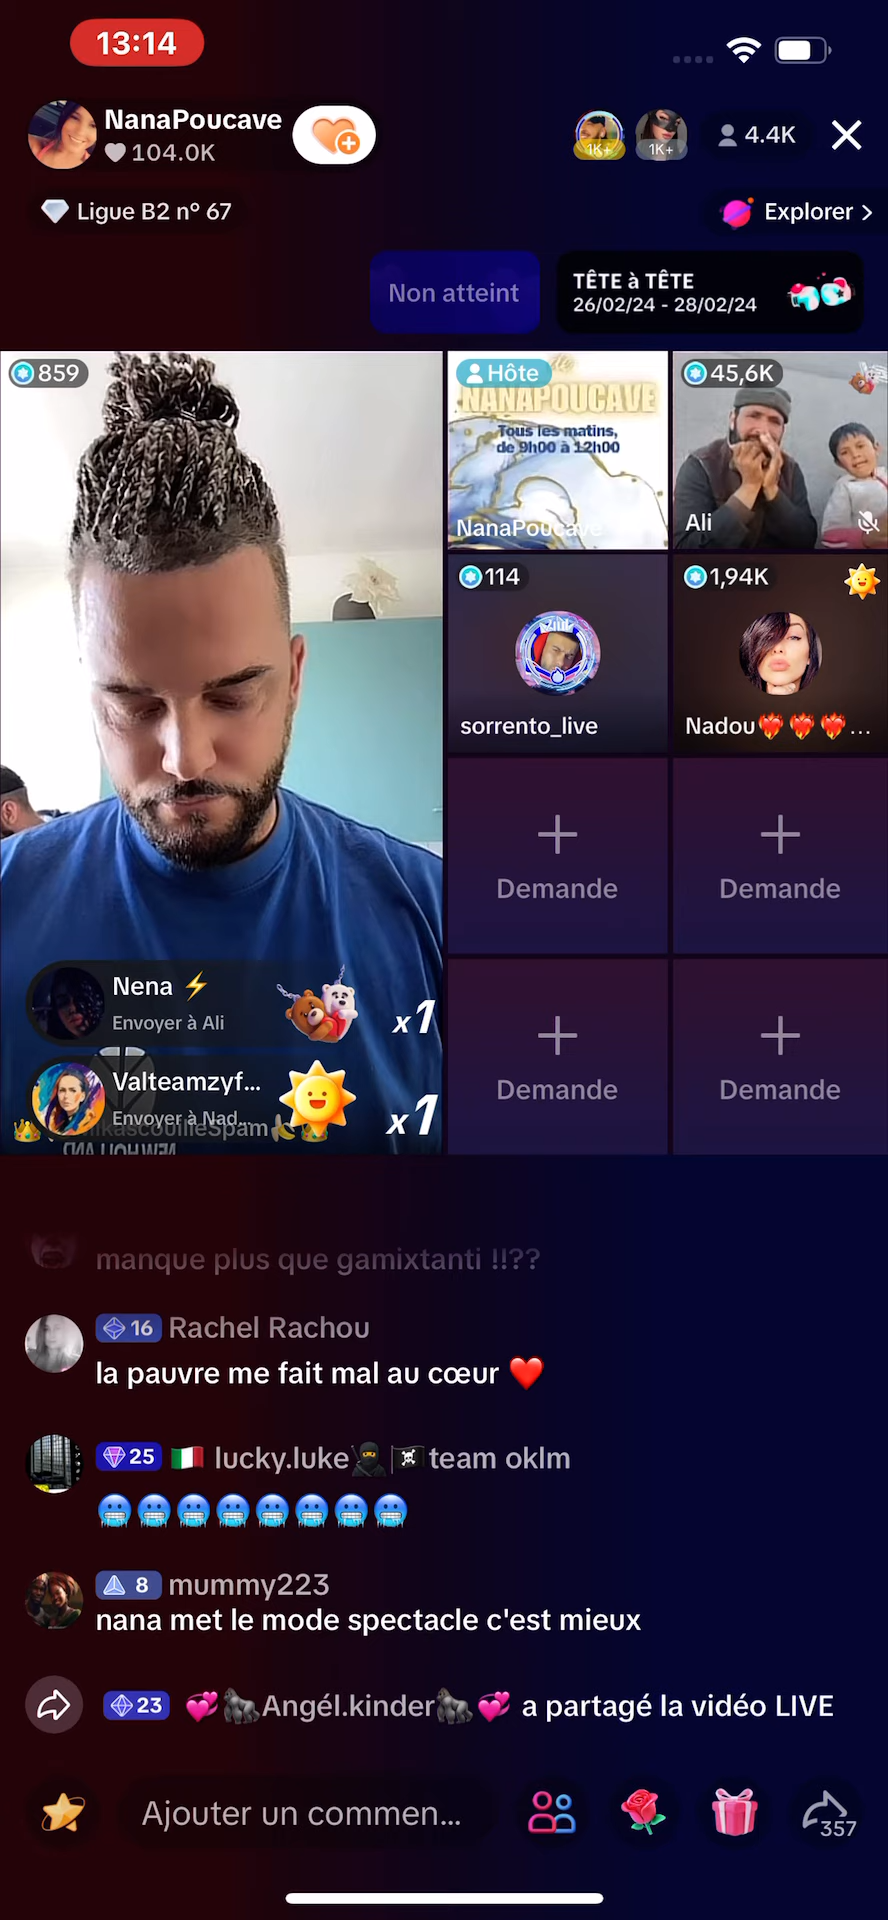 13:14
NanaPoucave
104.0K
1K+
1K+
4.4K
Ligue B2 n° 67
Explorer >
Non atteint
TÊTE à TÊTE
26/02/24 - 28/02/24
859
Hôte
NANAPOUCAVE
Tous les matins,
de 9h00 à 12h00
NanaPoucave
45,6K
Ali
114
sorrento_live
1,94K
Nadou❤️‍🔥❤️‍🔥❤️‍🔥...
+
Demande
+
Demande
+
Demande
+
Demande
Nena ⚡
Envoyer à Ali
x1
Valteamzyf...
Envoyer à Nad...
x1
manque plus que gamixtanti !!??
16 Rachel Rachou
la pauvre me fait mal au cœur ❤️
25 🇮🇹 lucky.luke🥷🏴‍☠️team oklm
🥶🥶🥶🥶🥶🥶🥶🥶
8 mummy223
nana met le mode spectacle c'est mieux
23 💞🦍Angél.kinder🦍💞 a partagé la vidéo LIVE
Ajouter un commen...
357